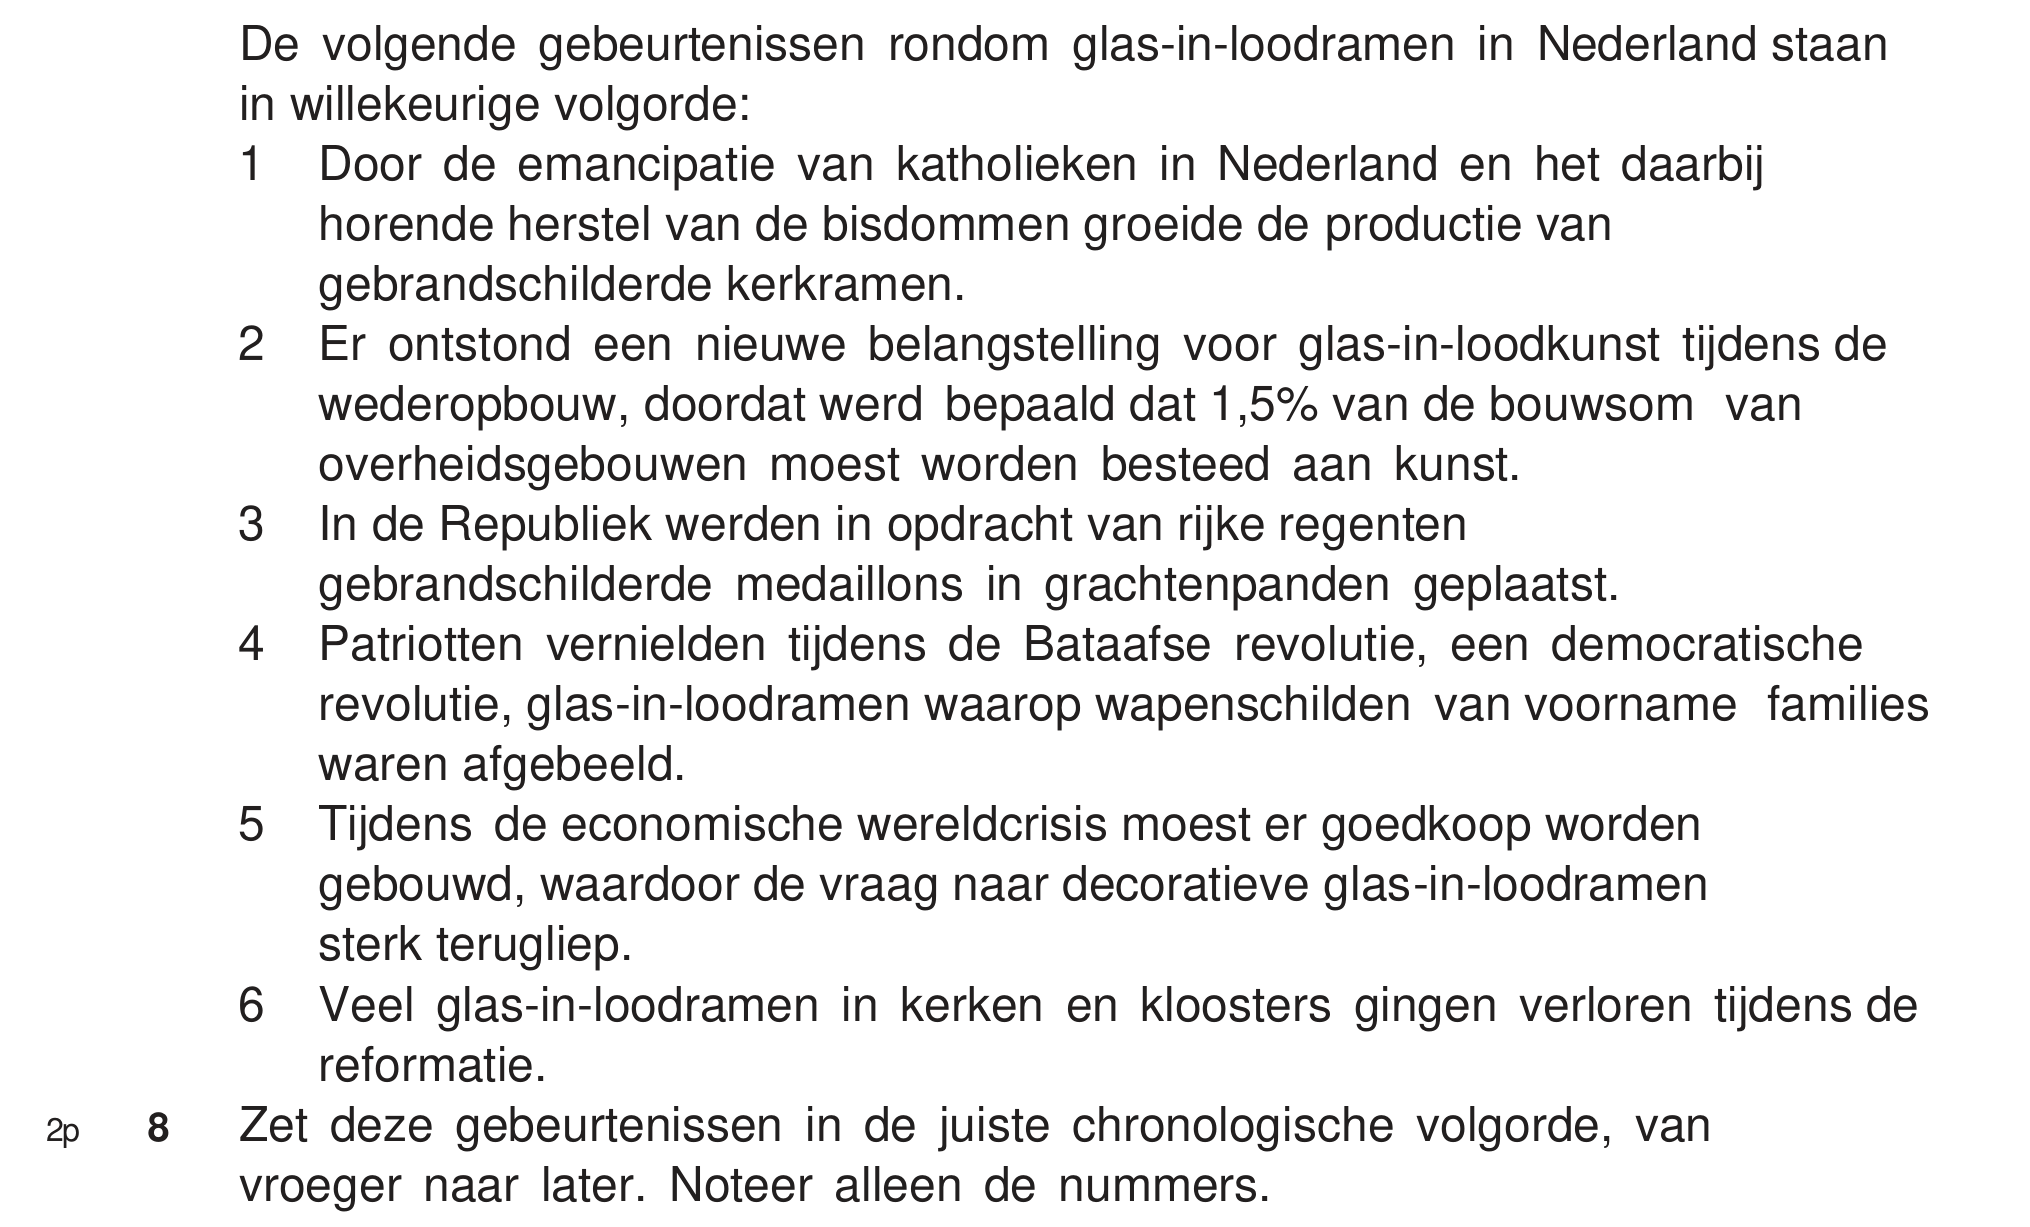 De volgende gebeurtenissen rondom glas-in-loodramen in Nederland staan
in willekeurige volgorde:
1 Door de emancipatie van katholieken in Nederland en het daarbij
horende herstel van de bisdommen groeide de productie van
gebrandschilderde kerkramen.
2 Er ontstond een nieuwe belangstelling voor glas-in-loodkunst tijdens de
wederopbouw, doordat werd bepaald dat 1,5% van de bouwsom van
overheidsgebouwen moest worden besteed aan kunst.
3 In de Republiek werden in opdracht van rijke regenten
gebrandschilderde medaillons in grachtenpanden geplaatst.
4 Patriotten vernielden tijdens de Bataafse revolutie, een democratische
revolutie, glas-in-loodramen waarop wapenschilden van voorname families
waren afgebeeld.
5 Tijdens de economische wereldcrisis moest er goedkoop worden
gebouwd, waardoor de vraag naar decoratieve glas-in-loodramen
sterk terugliep.
6 Veel glas-in-loodramen in kerken en kloosters gingen verloren tijdens de
reformatie.
2p 8 Zet deze gebeurtenissen in de juiste chronologische volgorde, van
vroeger naar later. Noteer alleen de nummers.